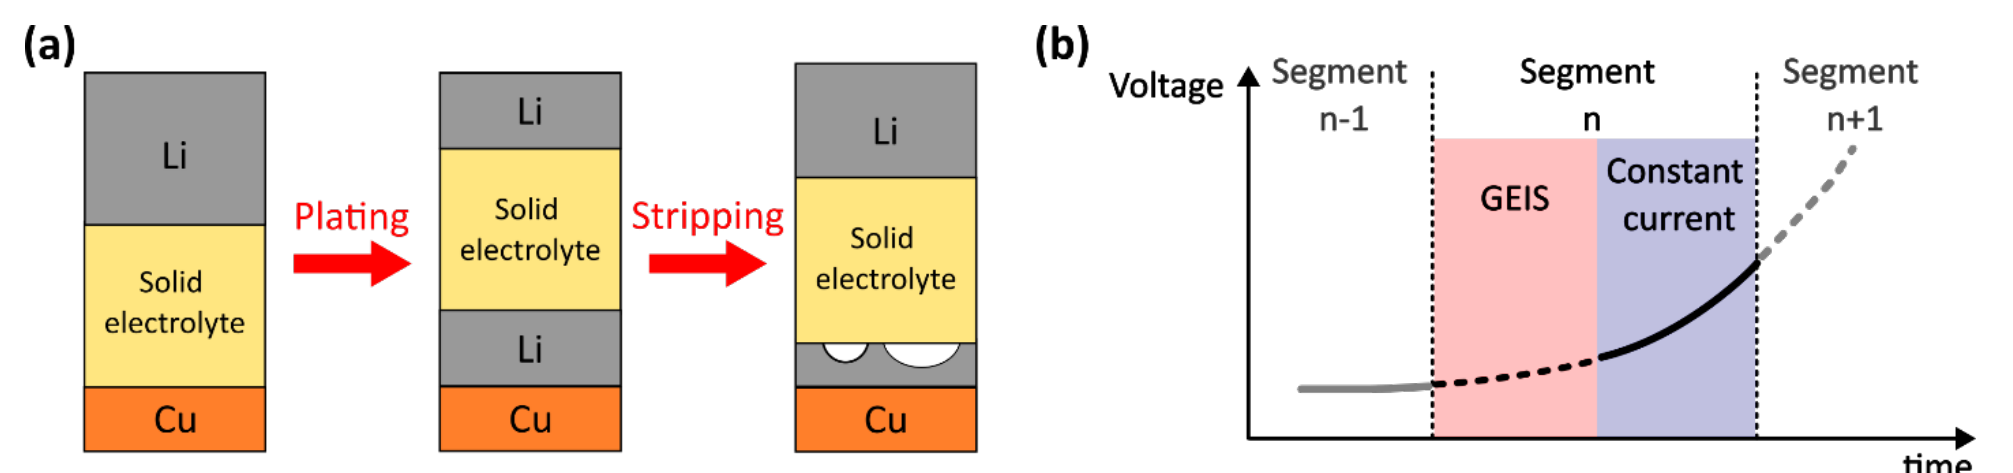 (a)
Li
Solid
electrolyte
Cu
Plating
Li
Solid
electrolyte
Li
Cu
Stripping
Li
Solid
electrolyte
Cu
(b)
Voltage
Segment
n-1
Segment
n
Segment
n+1
GEIS
Constant
current
time